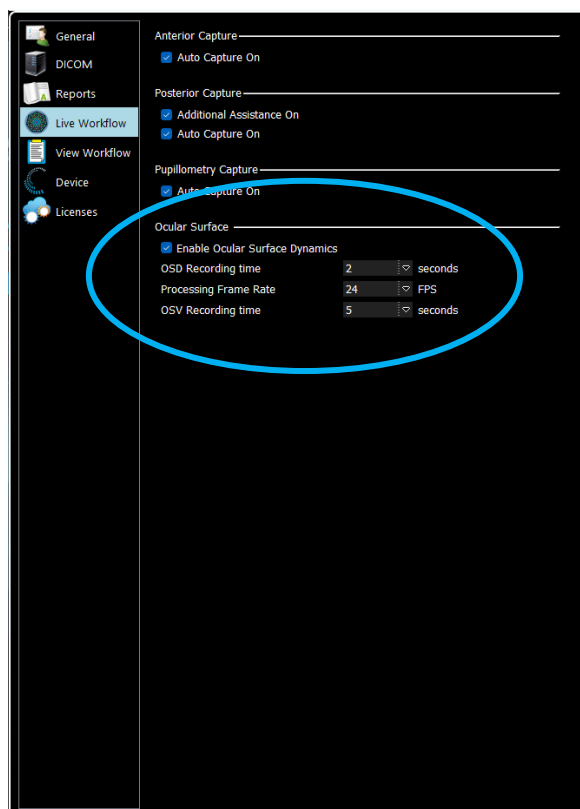 General
DICOM
Reports
Live Workflow
View Workflow
Device
Licenses
Anterior Capture
Auto Capture On
Posterior Capture
Additional Assistance On
Auto Capture On
Pupillometry Capture
Auto Capture On
Ocular Surface
Enable Ocular Surface Dynamics
OSD Recording time 2 seconds
Processing Frame Rate 24 FPS
OSV Recording time 5 seconds